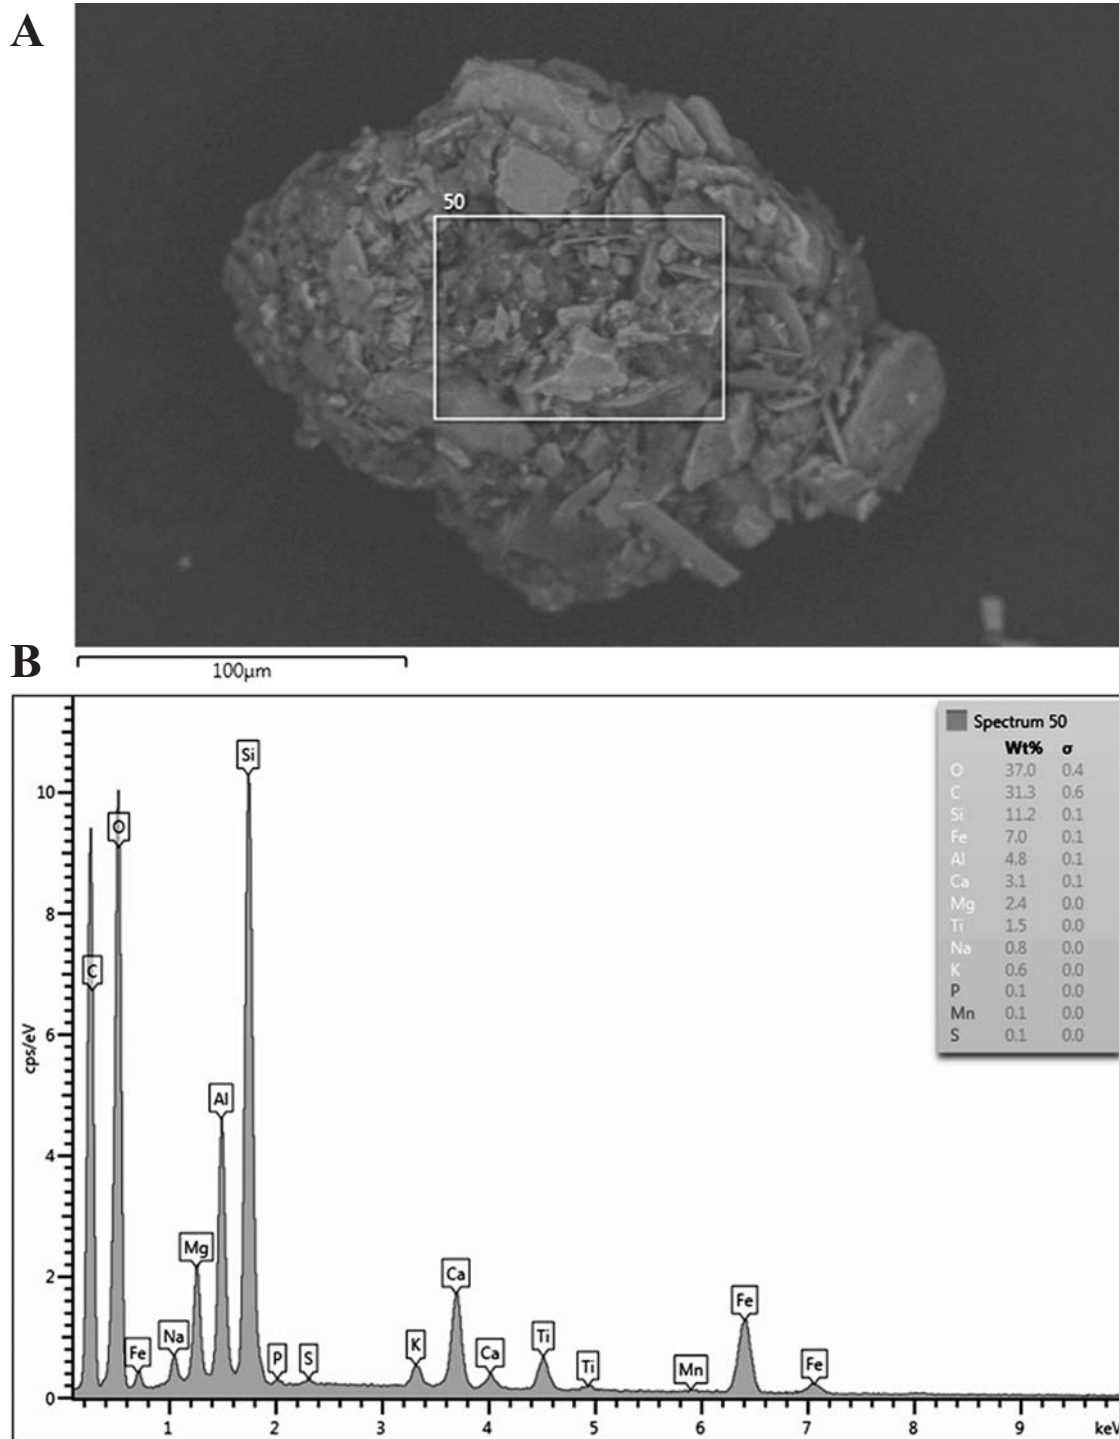 A
50
B
100μm
Spectrum 50
Wt% σ
O 37.0 0.4
C 31.3 0.6
Si 11.2 0.1
Fe 7.0 0.1
Al 4.8 0.1
Ca 3.1 0.1
Mg 2.4 0.0
Ti 1.5 0.0
Na 0.8 0.0
K 0.6 0.0
P 0.1 0.0
Mn 0.1 0.0
S 0.1 0.0
cps/eV
10
8
6
4
2
0
C
O
Fe
Na
Mg
Al
Si
P
S
K
Ca
Ca
Ti
Ti
Mn
Fe
Fe
1 2 3 4 5 6 7 8 9 keV